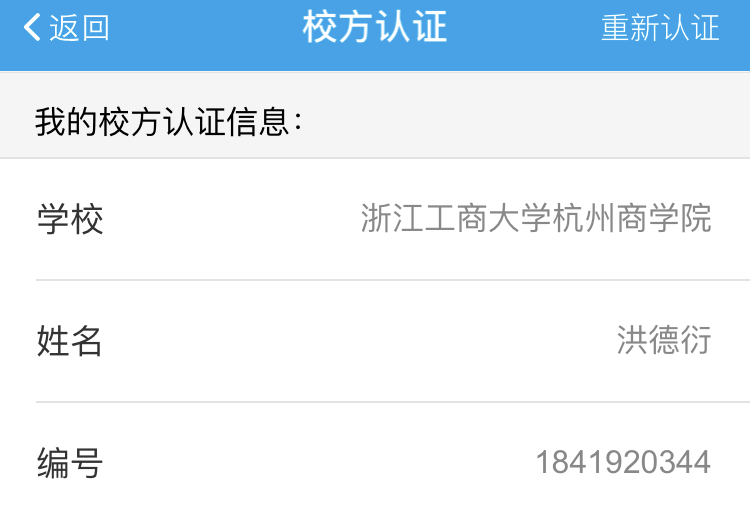 返回 校方认证 重新认证
我的校方认证信息：
学校 浙江工商大学杭州商学院
姓名 洪德衍
编号 1841920344